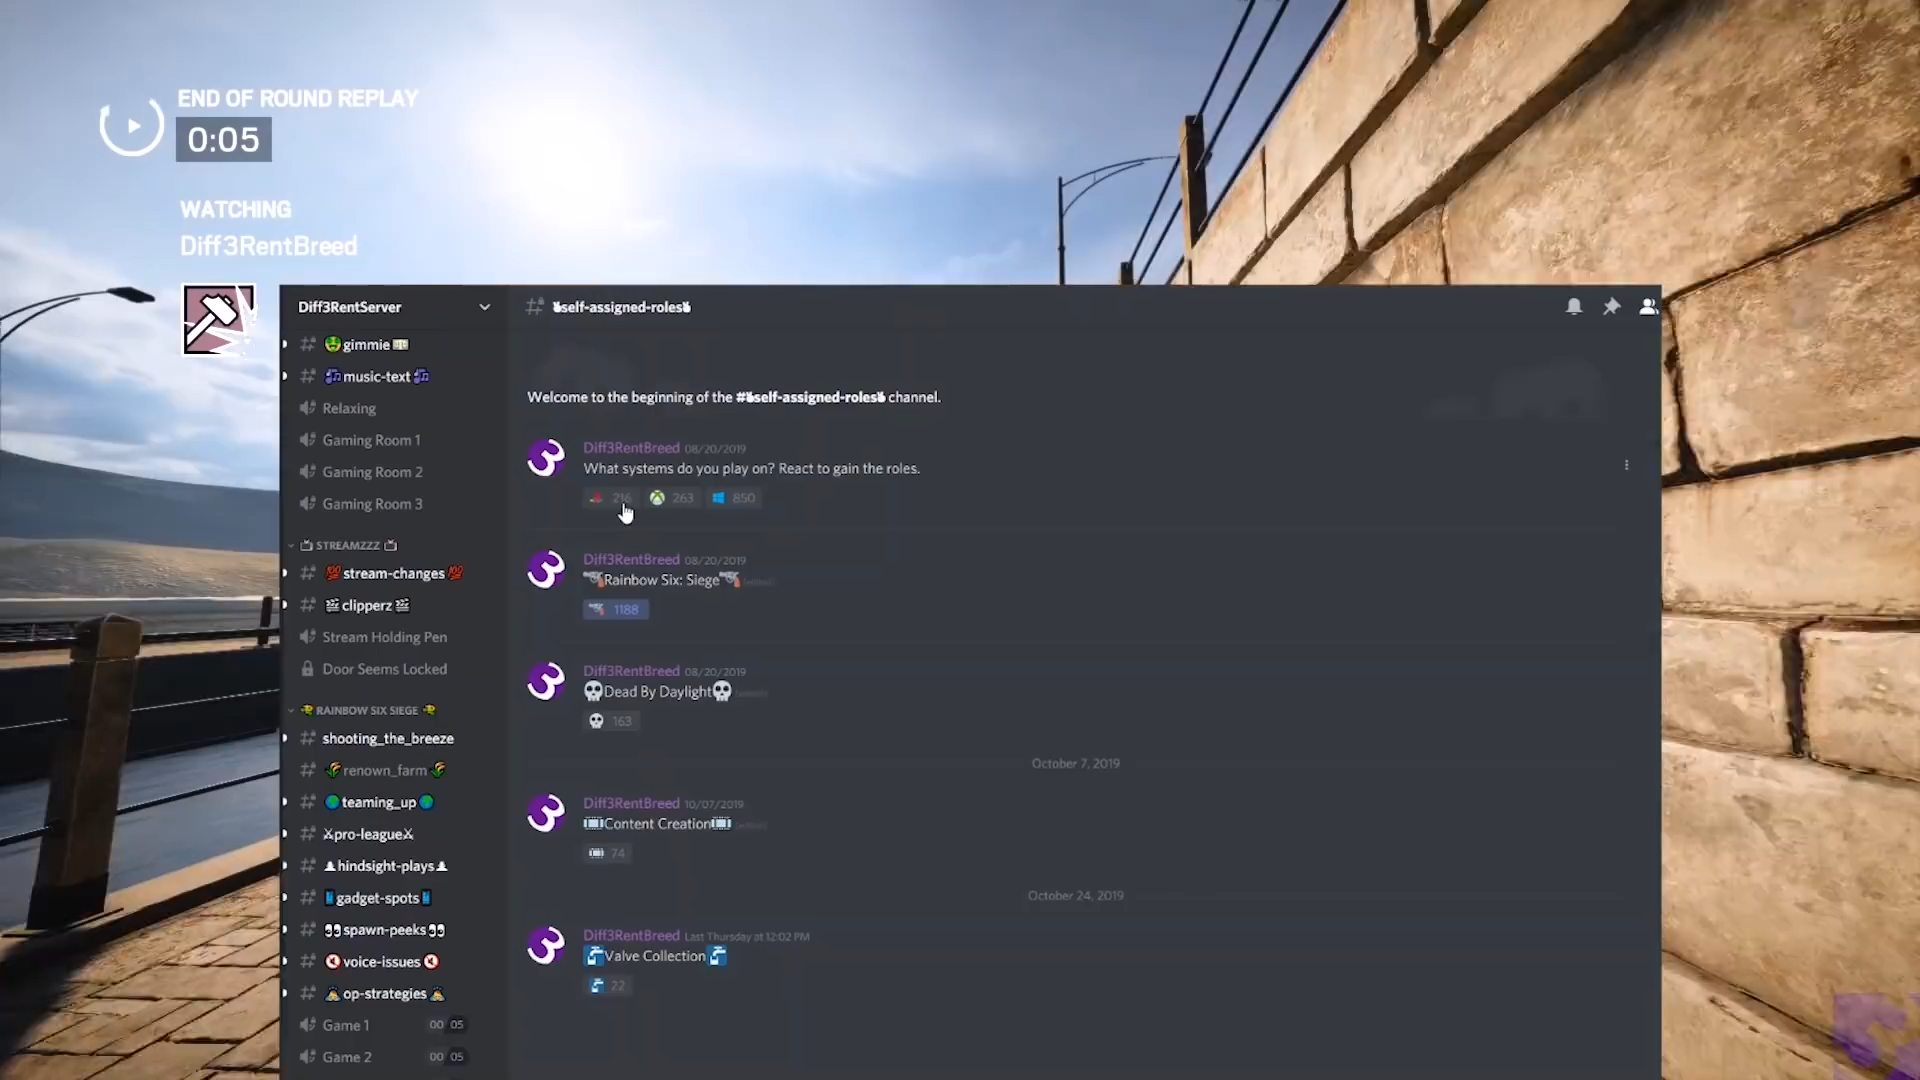 END OF ROUND REPLAY
0:05
WATCHING
Diff3RentBreed
Diff3RentServer
# self-assigned-roles
# 🤑gimmie💵
# 🎶music-text🎶
Relaxing
Gaming Room 1
Gaming Room 2
Gaming Room 3
📺 STREAMZZZ 📺
# 💯stream-changes💯
# 🎬clipperz🎬
Stream Holding Pen
Door Seems Locked
RAINBOW SIX SIEGE
# shooting_the_breeze
# 🌾renown_farm🌾
# 🌍teaming_up🌍
# ⚔pro-league⚔
# hindsight-plays
# 📱gadget-spots📱
# 👀spawn-peeks👀
# 🔇voice-issues🔇
# op-strategies
Game 1 00 05
Game 2 00 05
Welcome to the beginning of the #self-assigned-roles channel.
Diff3RentBreed 08/20/2019
What systems do you play on? React to gain the roles.
216 263 850
Diff3RentBreed 08/20/2019
🔫Rainbow Six: Siege🔫 (edited)
🔫 1188
Diff3RentBreed 08/20/2019
💀Dead By Daylight💀 (edited)
💀 163
October 7, 2019
Diff3RentBreed 10/07/2019
🎞Content Creation🎞 (edited)
🎞 74
October 24, 2019
Diff3RentBreed Last Thursday at 12:02 PM
🚰Valve Collection🚰
🚰 22